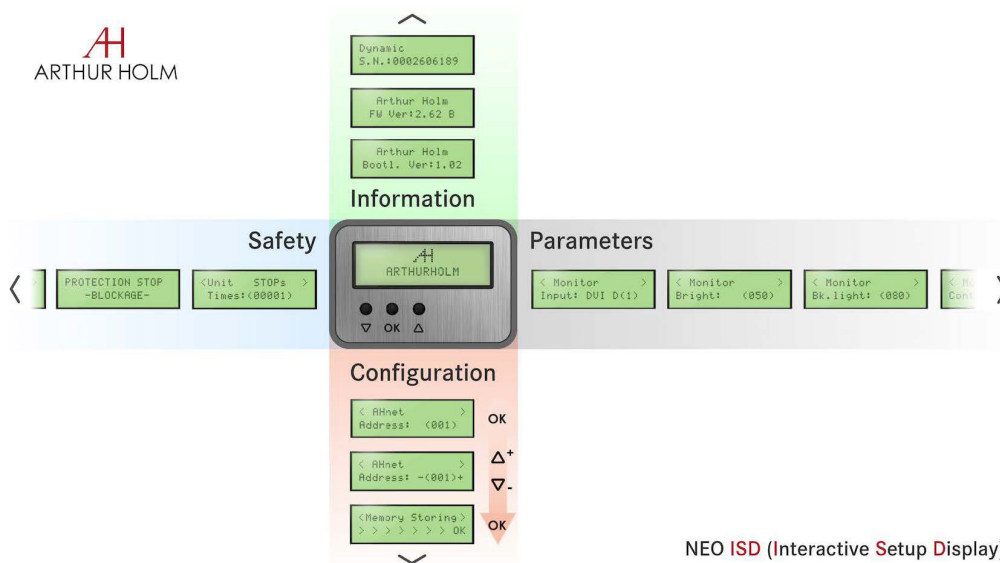 AH
ARTHUR HOLM
Dynamic
S.N.:0002606189
Arthur Holm
FW Ver:2.62 B
Arthur Holm
Bootl. Ver:1.02
Information
Safety
PROTECTION STOP
-BLOCKAGE-
<Unit STOPs >
Times:(00001)
AH
ARTHURHOLM
▽ OK △
Parameters
< Monitor >
Input: DVI D(1)
< Monitor >
Bright: (050)
< Monitor >
Bk.light: (080)
Configuration
< AHnet >
Address: (001)
OK
< AHnet >
Address: -(001)+
△+
▽-
<Memory Storing>
> > > > > > > OK
OK
NEO ISD (Interactive Setup Display)